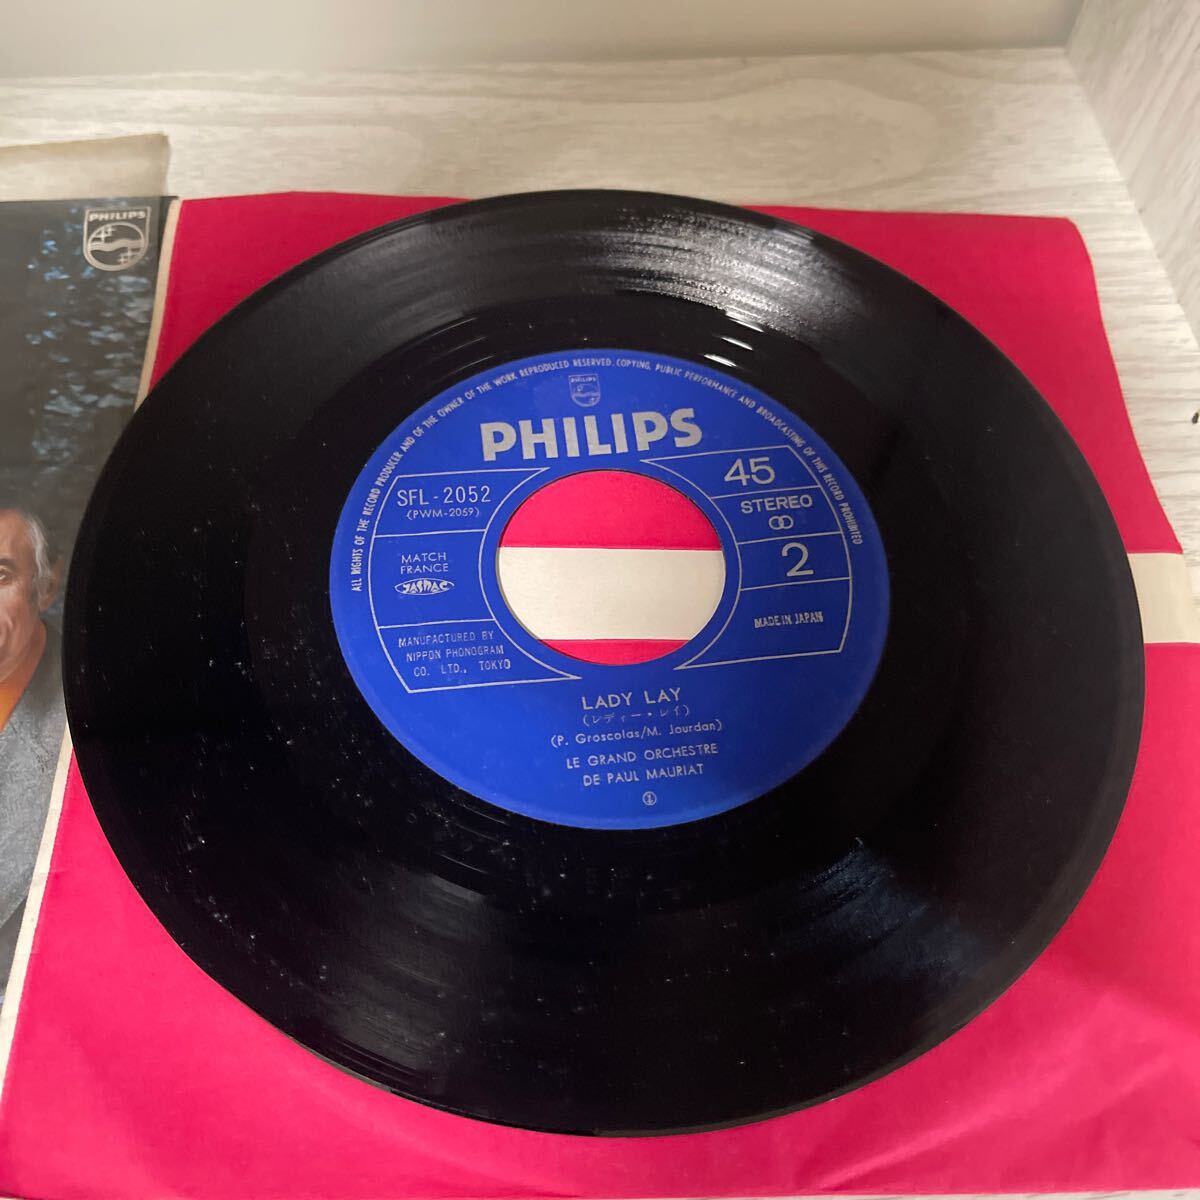 PHILIPS
ALL RIGHTS OF THE RECORD PRODUCER AND OF THE OWNER OF THE WORK REPRODUCED RESERVED. COPYING, PUBLIC PERFORMANCE AND BROADCASTING OF THIS RECORD PROHIBITED
PHILIPS
PHILIPS
SFL-2052
(PWM-2059)
MATCH
FRANCE
JASRAC
MANUFACTURED BY
NIPPON PHONOGRAM
CO. LTD., TOKYO
45
STEREO
2
MADE IN JAPAN
LADY LAY
(レディー・レイ)
(P. Groscolas/M. Jourdan)
LE GRAND ORCHESTRE
DE PAUL MAURIAT
①